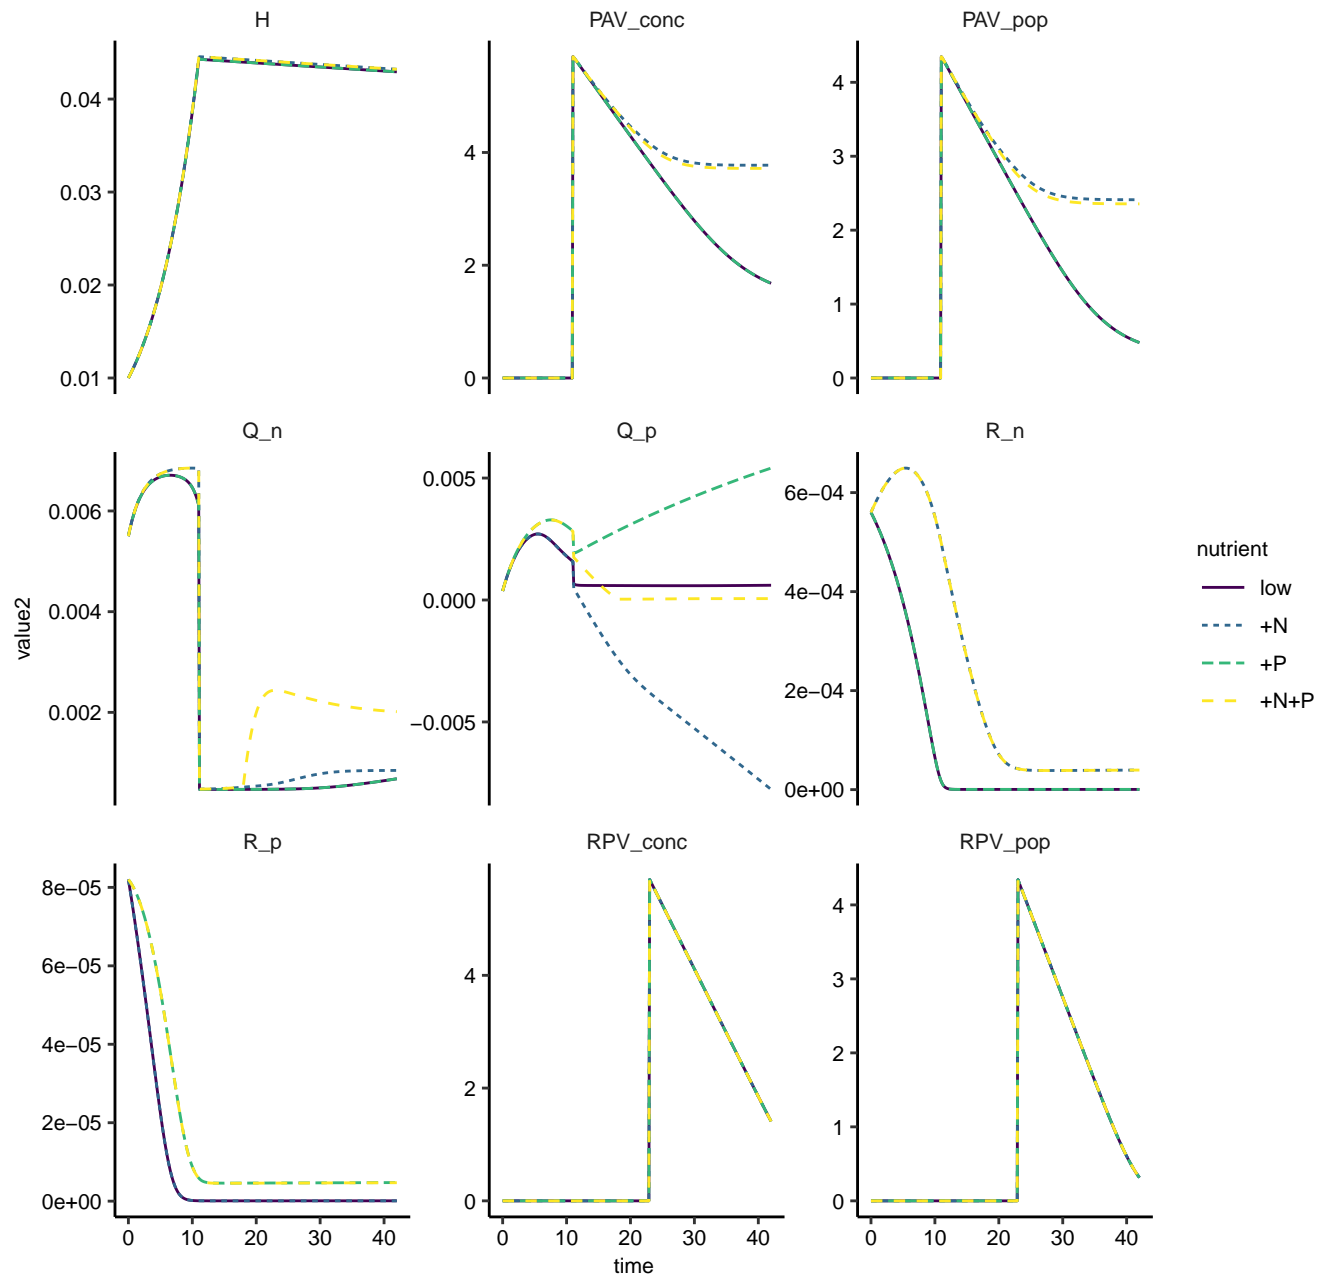 H
PAV_conc
PAV_pop
0.04
0.03
0.02
0.01
4
2
0
4
3
2
1
0
Q_n
Q_p
R_n
0.006
0.004
0.002
0.005
0.000
−0.005
6e−04
4e−04
2e−04
0e+00
value2
nutrient
low
+N
+P
+N+P
R_p
RPV_conc
RPV_pop
8e−05
6e−05
4e−05
2e−05
0e+00
4
2
0
4
3
2
1
0
0 10 20 30 40
0 10 20 30 40
0 10 20 30 40
time